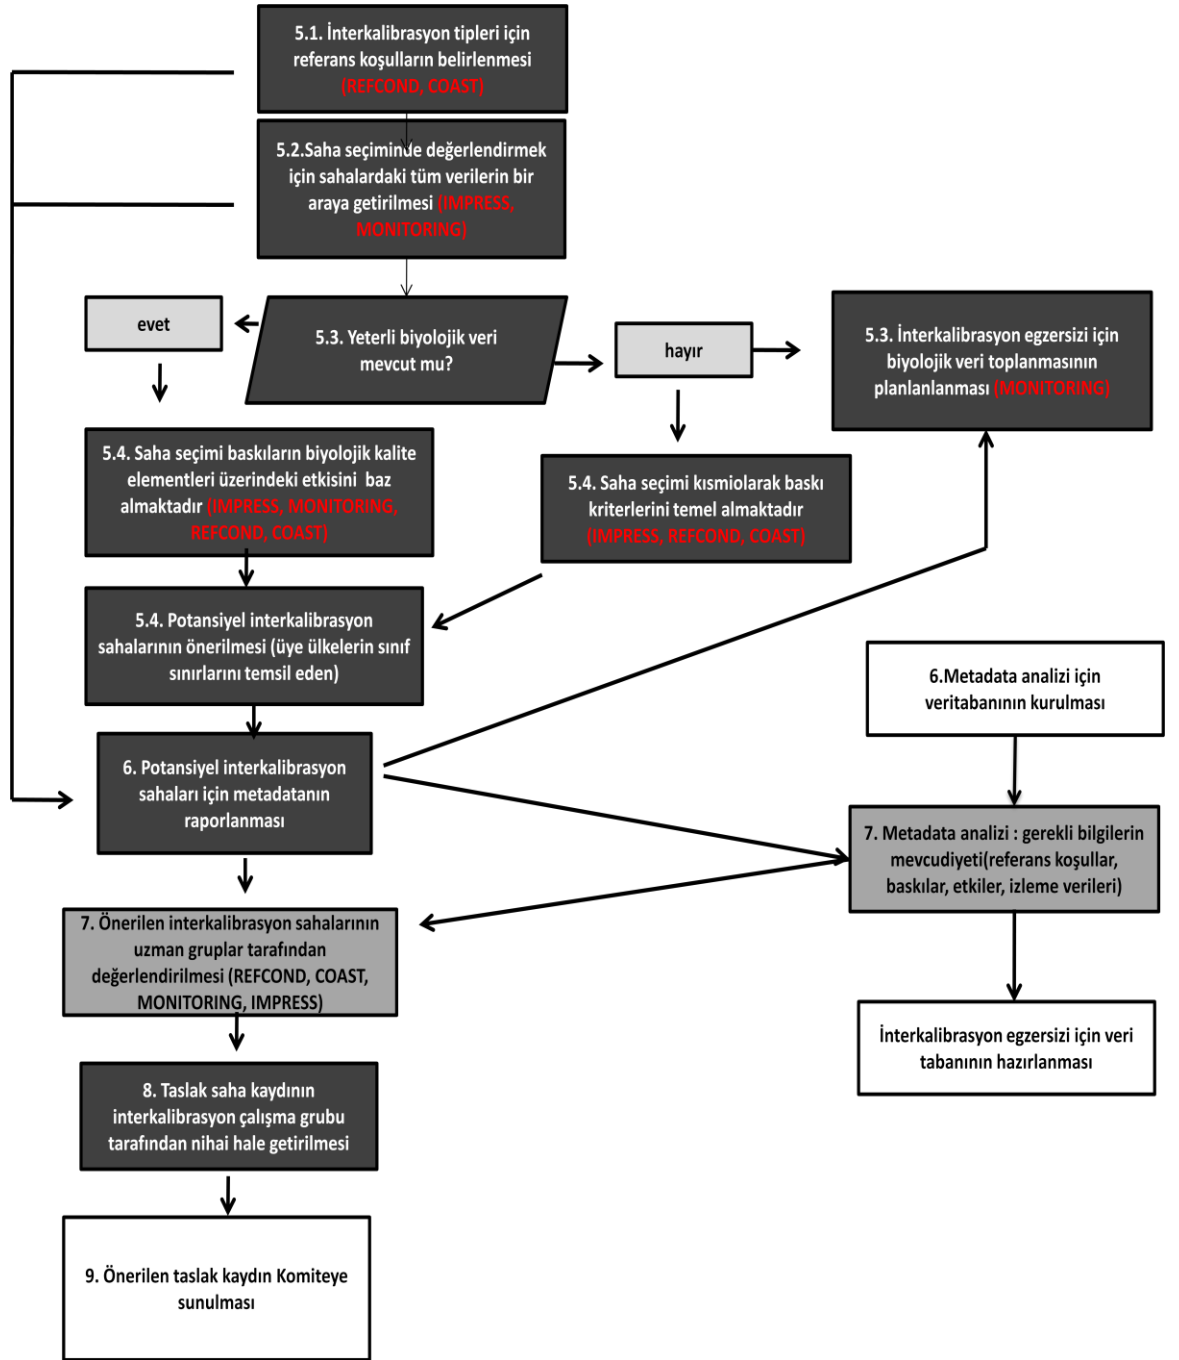 5.1. İnterkalibrasyon tipleri için
referans koşulların belirlenmesi
(REFCOND, COAST)
5.2.Saha seçiminde değerlendirmek
için sahalardaki tüm verilerin bir
araya getirilmesi (IMPRESS,
MONITORING)
evet
5.3. Yeterli biyolojik veri
mevcut mu?
hayır
5.3. İnterkalibrasyon egzersizi için
biyolojik veri toplanmasının
planlanlanması (MONITORING)
5.4. Saha seçimi baskıların biyolojik kalite
elementleri üzerindeki etkisini baz
almaktadır (IMPRESS, MONITORING,
REFCOND, COAST)
5.4. Saha seçimi kısmiolarak baskı
kriterlerini temel almaktadır
(IMPRESS, REFCOND, COAST)
5.4. Potansiyel interkalibrasyon
sahalarının önerilmesi (üye ülkelerin sınıf
sınırlarını temsil eden)
6.Metadata analizi için
veritabanının kurulması
6. Potansiyel interkalibrasyon
sahaları için metadatanın
raporlanması
7. Metadata analizi : gerekli bilgilerin
mevcudiyeti(referans koşullar,
baskılar, etkiler, izleme verileri)
7. Önerilen interkalibrasyon sahalarının
uzman gruplar tarafından
değerlendirilmesi (REFCOND, COAST,
MONITORING, IMPRESS)
İnterkalibrasyon egzersizi için veri
tabanının hazırlanması
8. Taslak saha kaydının
interkalibrasyon çalışma grubu
tarafından nihai hale getirilmesi
9. Önerilen taslak kaydın Komiteye
sunulması